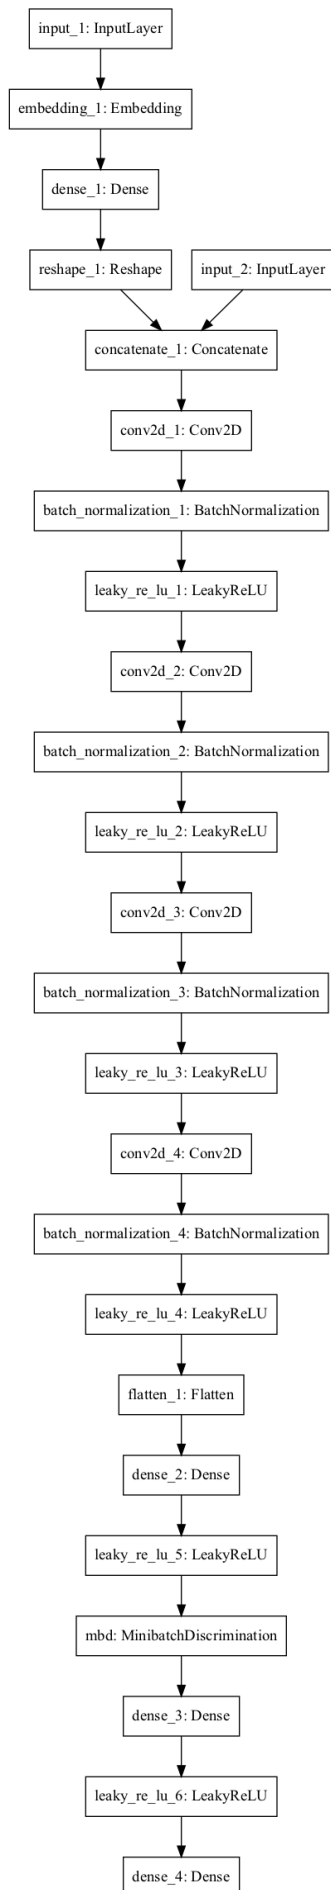 input_1: InputLayer
embedding_1: Embedding
dense_1: Dense
reshape_1: Reshape
input_2: InputLayer
concatenate_1: Concatenate
conv2d_1: Conv2D
batch_normalization_1: BatchNormalization
leaky_re_lu_1: LeakyReLU
conv2d_2: Conv2D
batch_normalization_2: BatchNormalization
leaky_re_lu_2: LeakyReLU
conv2d_3: Conv2D
batch_normalization_3: BatchNormalization
leaky_re_lu_3: LeakyReLU
conv2d_4: Conv2D
batch_normalization_4: BatchNormalization
leaky_re_lu_4: LeakyReLU
flatten_1: Flatten
dense_2: Dense
leaky_re_lu_5: LeakyReLU
mbd: MinibatchDiscrimination
dense_3: Dense
leaky_re_lu_6: LeakyReLU
dense_4: Dense